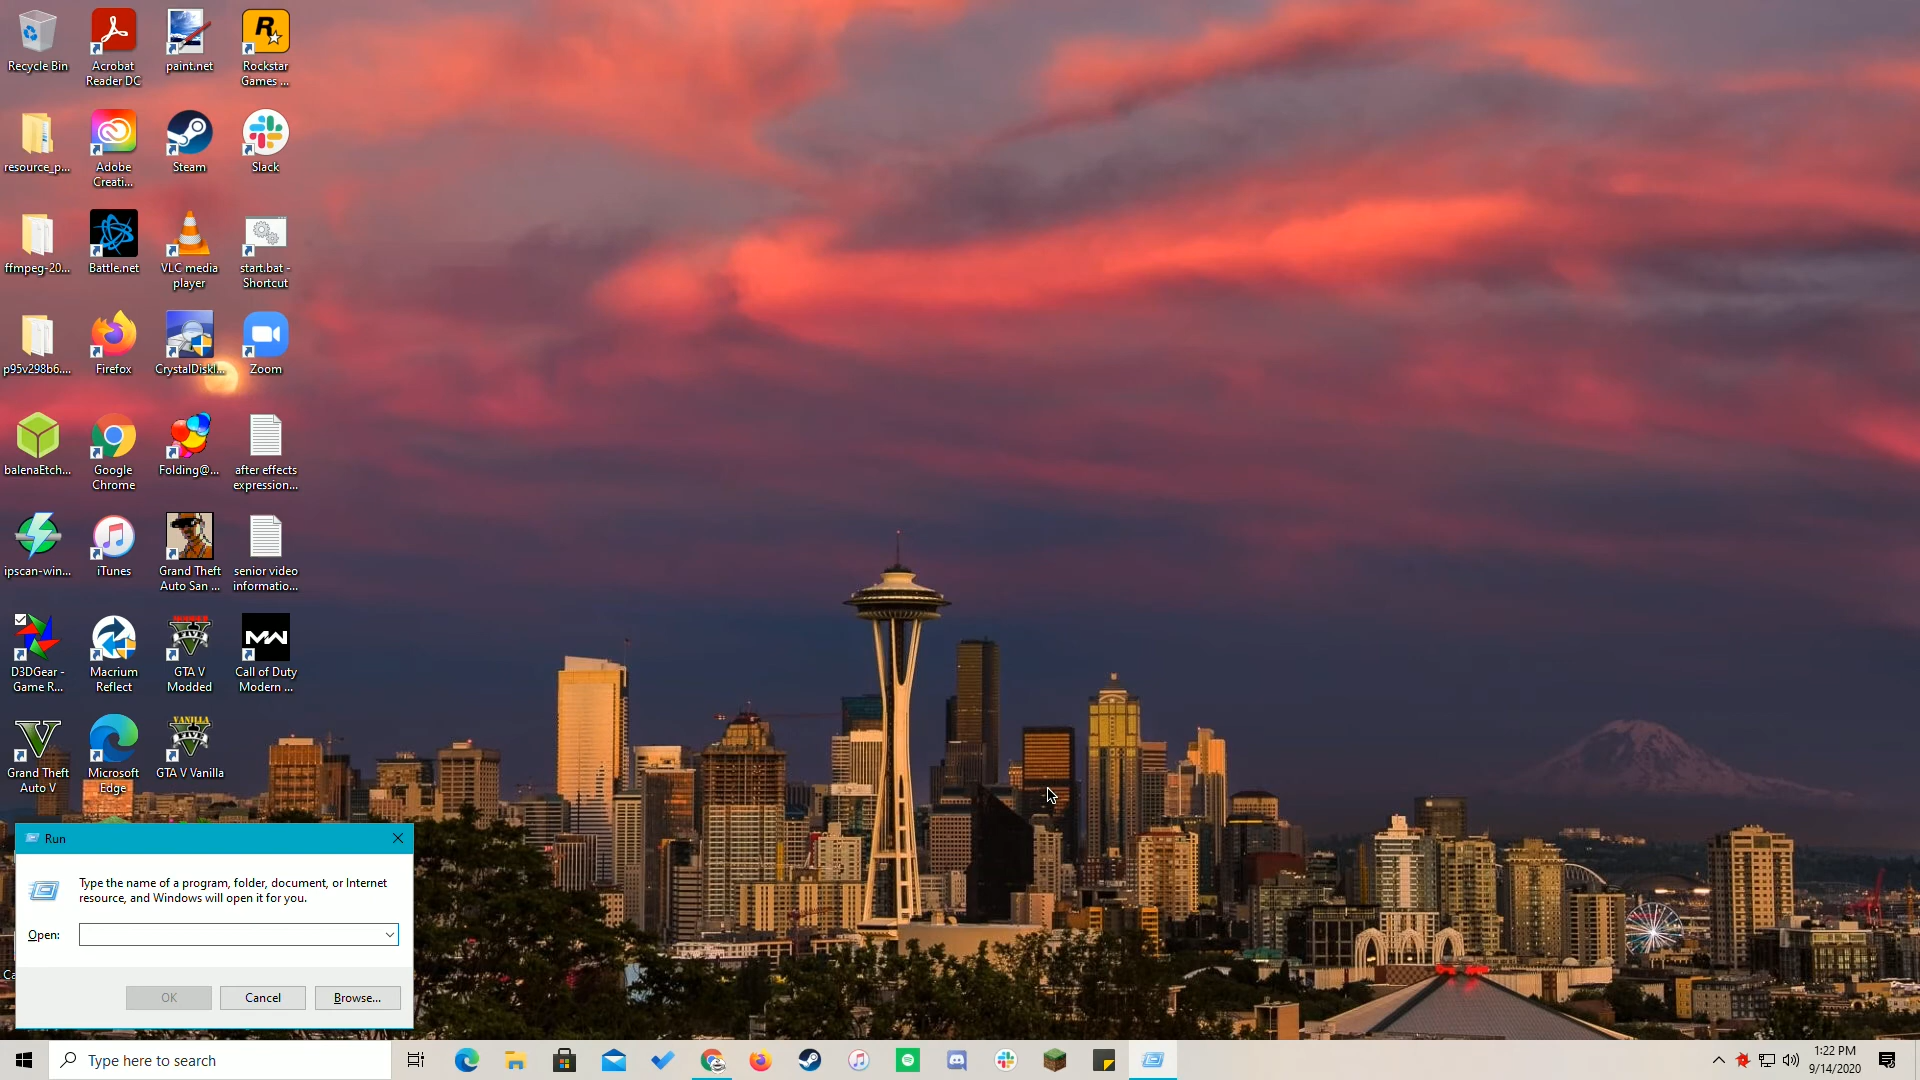 Recycle Bin
Acrobat
Reader DC
paint.net
Rockstar
Games ...
resource_p...
Adobe
Creati...
Steam
Slack
ffmpeg-20...
Battle.net
VLC media
player
start.bat -
Shortcut
p95v298b6....
Firefox
CrystalDiskI...
Zoom
balenaEtch...
Google
Chrome
Folding@...
after effects
expression...
ipscan-win...
iTunes
Grand Theft
Auto San ...
senior video
informatio...
D3DGear -
Game R...
Macrium
Reflect
GTA V
Modded
MW
Call of Duty
Modern ...
Grand Theft
Auto V
Microsoft
Edge
VANILLA
GTA V Vanilla
Run
Type the name of a program, folder, document, or Internet
resource, and Windows will open it for you.
Open:
OK
Cancel
Browse...
Type here to search
1:22 PM
9/14/2020